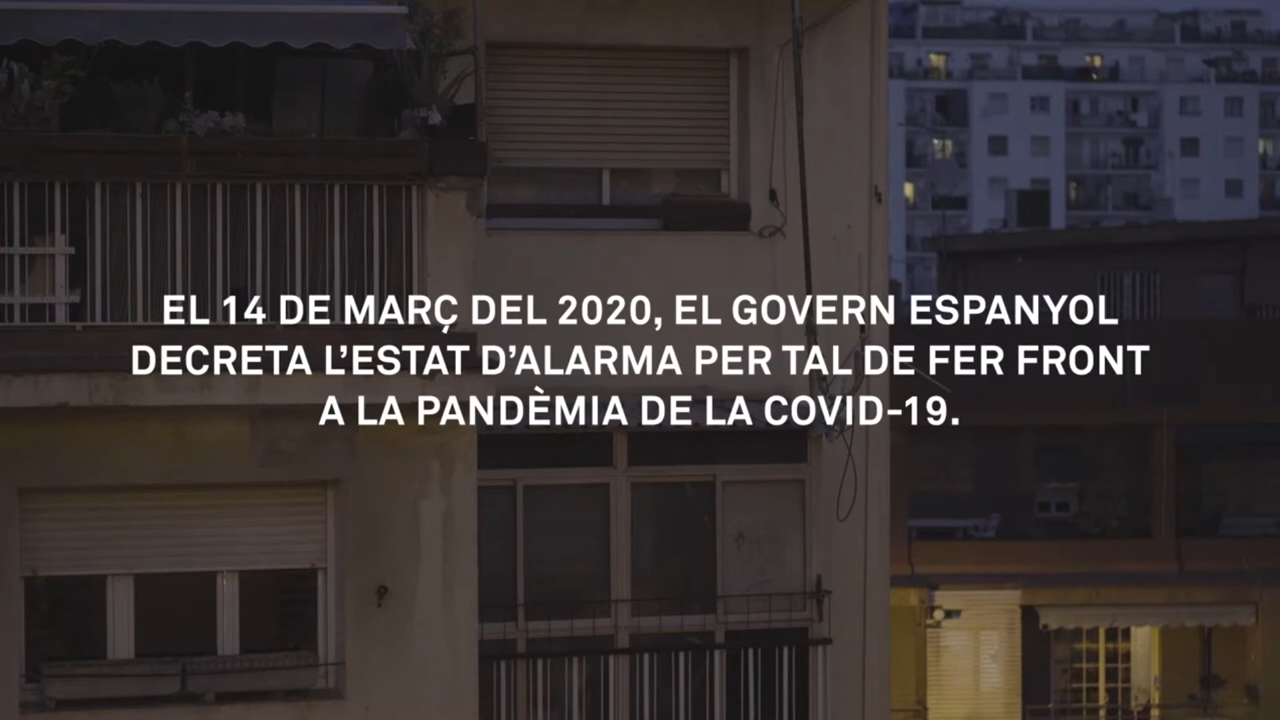 EL 14 DE MARÇ DEL 2020, EL GOVERN ESPANYOL
DECRETA L’ESTAT D’ALARMA PER TAL DE FER FRONT
A LA PANDÈMIA DE LA COVID-19.